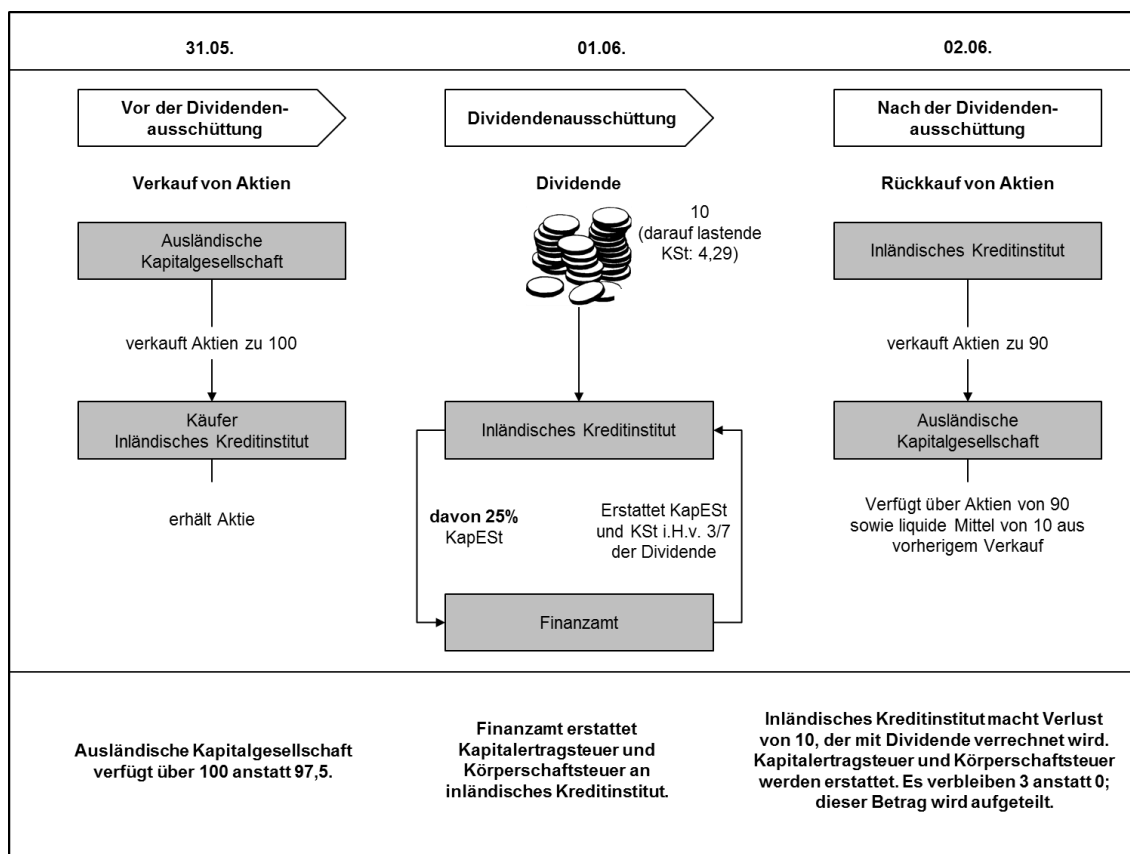 31.05.
01.06.
02.06.
Vor der Dividenden-
ausschüttung
Dividendenausschüttung
Nach der Dividenden-
ausschüttung
Verkauf von Aktien
Dividende
Rückkauf von Aktien
Ausländische
Kapitalgesellschaft
verkauft Aktien zu 100
Käufer
Inländisches Kreditinstitut
erhält Aktie
10
(darauf lastende
KSt: 4,29)
Inländisches Kreditinstitut
davon 25%
KapESt
Erstattet KapESt
und KSt i.H.v. 3/7
der Dividende
Finanzamt
Inländisches Kreditinstitut
verkauft Aktien zu 90
Ausländische
Kapitalgesellschaft
Verfügt über Aktien von 90
sowie liquide Mittel von 10 aus
vorherigem Verkauf
Ausländische Kapitalgesellschaft
verfügt über 100 anstatt 97,5.
Finanzamt erstattet
Kapitalertragsteuer und
Körperschaftsteuer an
inländisches Kreditinstitut.
Inländisches Kreditinstitut macht Verlust
von 10, der mit Dividende verrechnet wird.
Kapitalertragsteuer und Körperschaftsteuer
werden erstattet. Es verbleiben 3 anstatt 0;
dieser Betrag wird aufgeteilt.